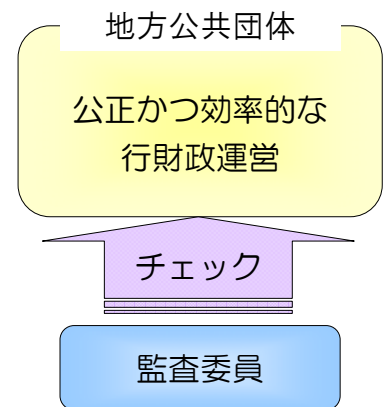 地方公共団体
公正かつ効率的な
行財政運営
チェック
監査委員